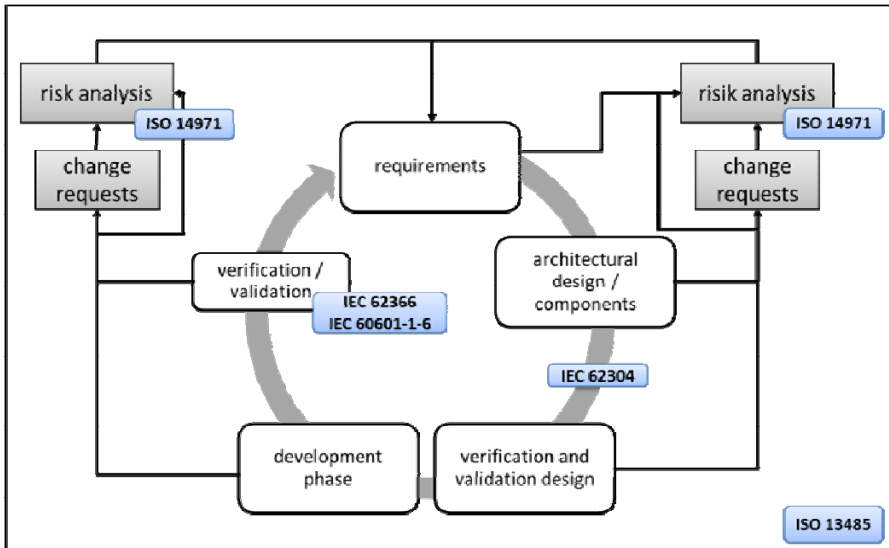 risk analysis
ISO 14971
change
requests
risik analysis
ISO 14971
change
requests
requirements
architectural
design /
components
verification /
validation
IEC 62366
IEC 60601-1-6
IEC 62304
development
phase
verification and
validation design
ISO 13485